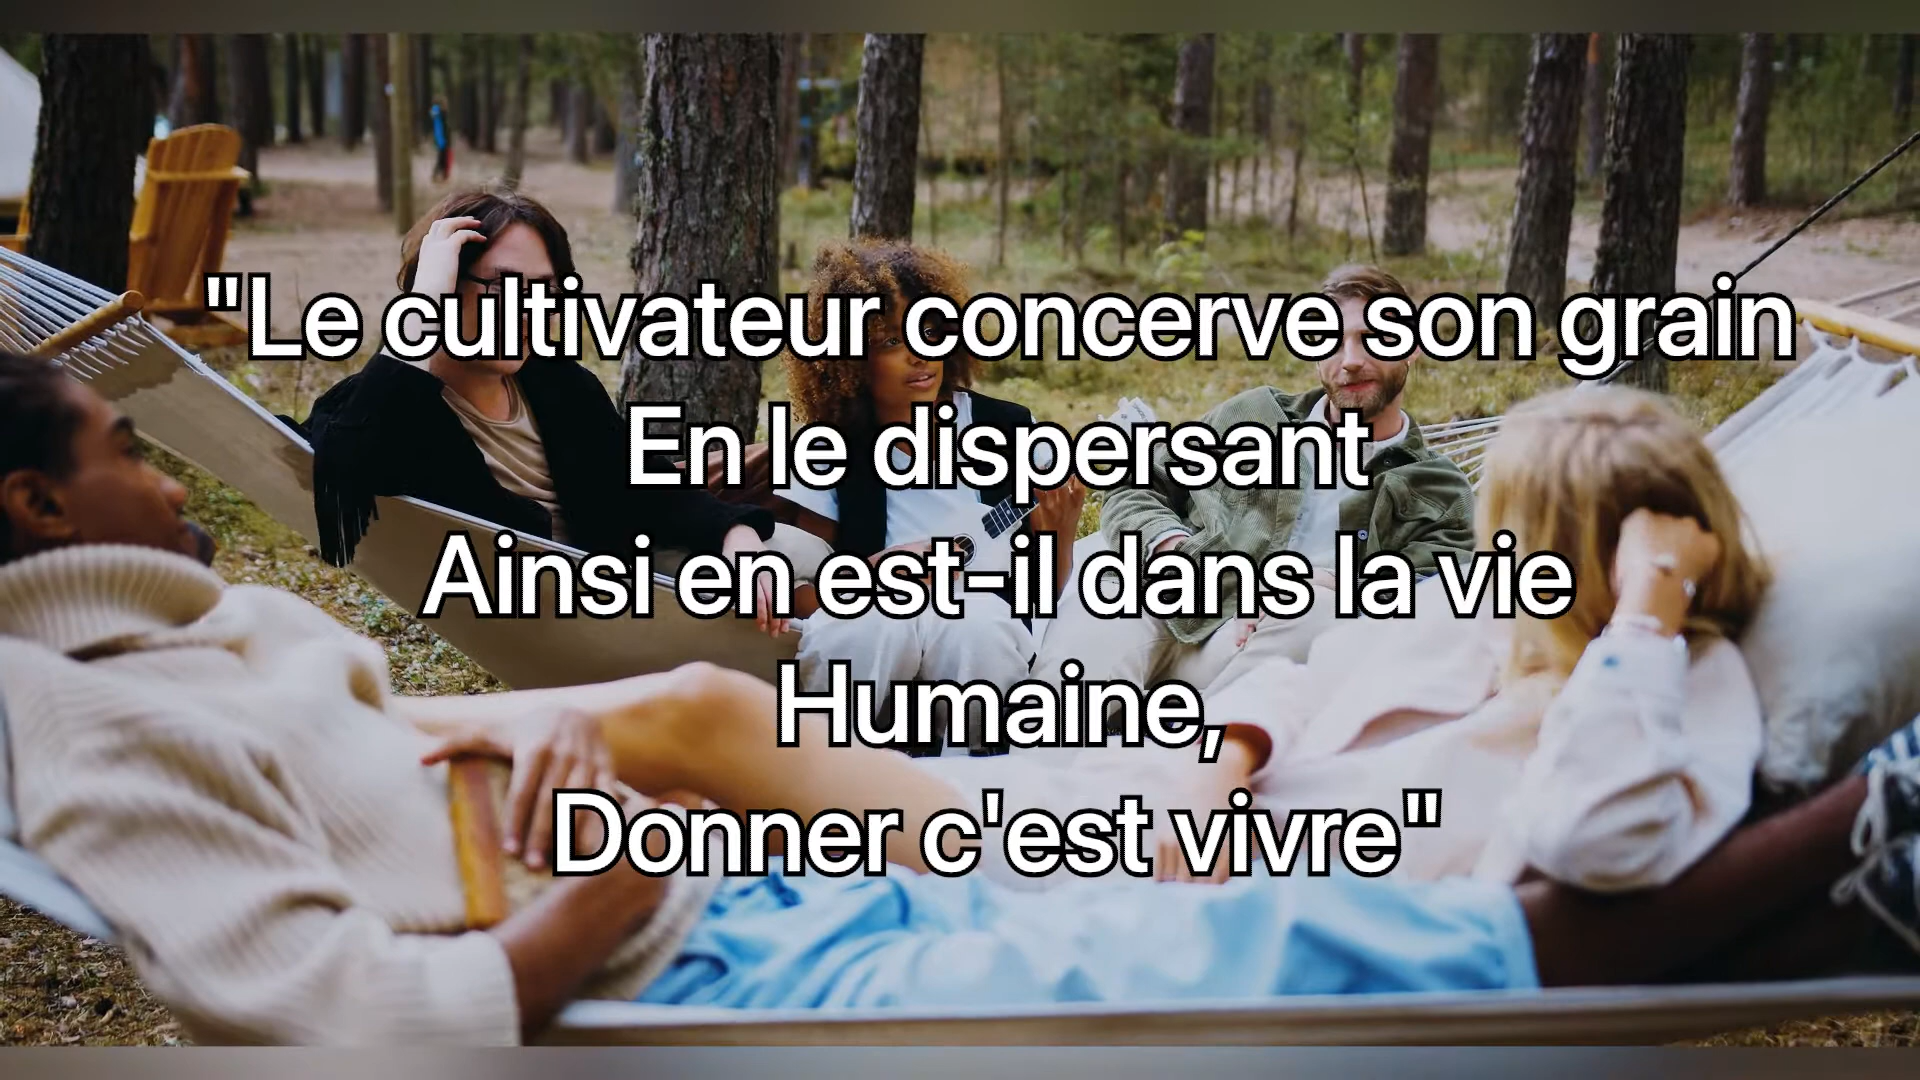 "Le cultivateur concerve son grain
En le dispersant
Ainsi en est-il dans la vie
Humaine,
Donner c'est vivre"